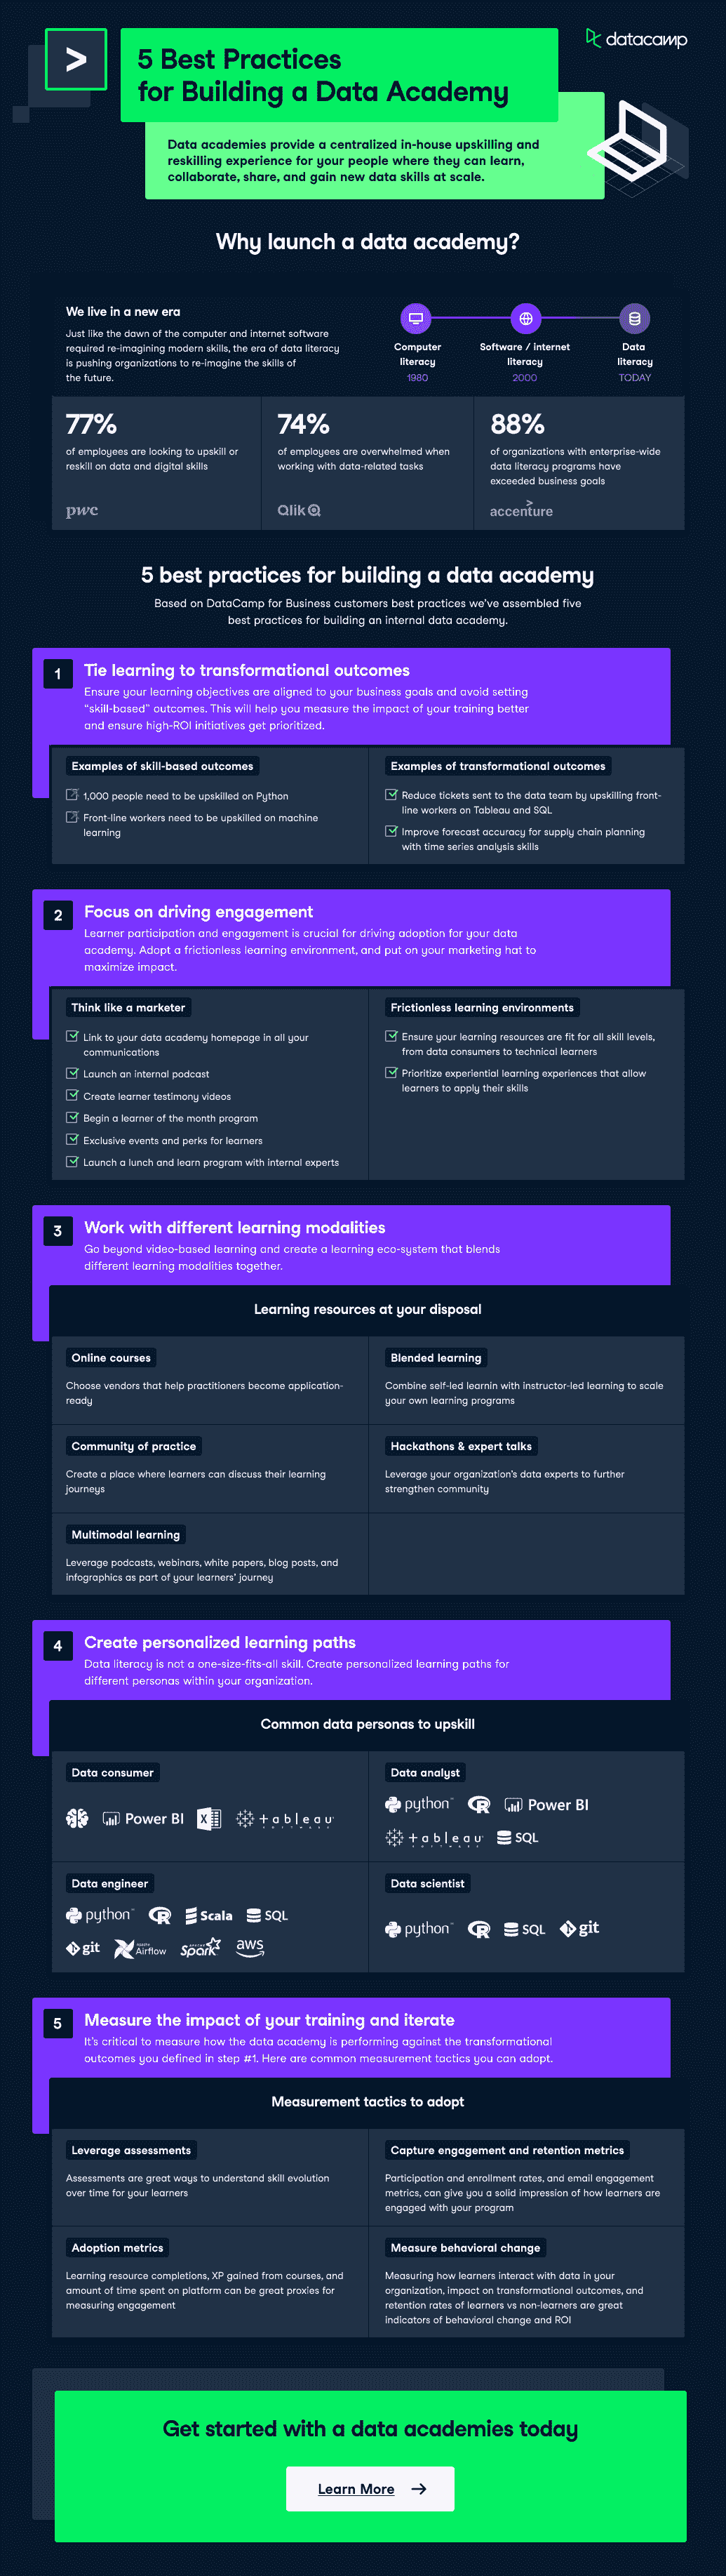 >
5 Best Practices
for Building a Data Academy
datacamp
Data academies provide a centralized in-house upskilling and
reskilling experience for your people where they can learn,
collaborate, share, and gain new data skills at scale.
Why launch a data academy?
We live in a new era
Just like the dawn of the computer and internet software
required re-imagining modern skills, the era of data literacy
is pushing organizations to re-imagine the skills of
the future.
Computer
literacy
1980
Software / internet
literacy
2000
Data
literacy
TODAY
77%
of employees are looking to upskill or
reskill on data and digital skills
pwc
74%
of employees are overwhelmed when
working with data-related tasks
Qlik
88%
of organizations with enterprise-wide
data literacy programs have
exceeded business goals
accenture
5 best practices for building a data academy
Based on DataCamp for Business customers best practices we've assembled five
best practices for building an internal data academy.
1
Tie learning to transformational outcomes
Ensure your learning objectives are aligned to your business goals and avoid setting
"skill-based" outcomes. This will help you measure the impact of your training better
and ensure high-ROI initiatives get prioritized.
Examples of skill-based outcomes
1,000 people need to be upskilled on Python
Front-line workers need to be upskilled on machine
learning
Examples of transformational outcomes
Reduce tickets sent to the data team by upskilling front-
line workers on Tableau and SQL
Improve forecast accuracy for supply chain planning
with time series analysis skills
2
Focus on driving engagement
Learner participation and engagement is crucial for driving adoption for your data
academy. Adopt a frictionless learning environment, and put on your marketing hat to
maximize impact.
Think like a marketer
Link to your data academy homepage in all your
communications
Launch an internal podcast
Create learner testimony videos
Begin a learner of the month program
Exclusive events and perks for learners
Launch a lunch and learn program with internal experts
Frictionless learning environments
Ensure your learning resources are fit for all skill levels,
from data consumers to technical learners
Prioritize experiential learning experiences that allow
learners to apply their skills
3
Work with different learning modalities
Go beyond video-based learning and create a learning eco-system that blends
different learning modalities together.
Learning resources at your disposal
Online courses
Choose vendors that help practitioners become application-
ready
Blended learning
Combine self-led learnin with instructor-led learning to scale
your own learning programs
Community of practice
Create a place where learners can discuss their learning
journeys
Hackathons & expert talks
Leverage your organization's data experts to further
strengthen community
Multimodal learning
Leverage podcasts, webinars, white papers, blog posts, and
infographics as part of your learners' journey
4
Create personalized learning paths
Data literacy is not a one-size-fits-all skill. Create personalized learning paths for
different personas within your organization.
Common data personas to upskill
Data consumer
Power BI
X
+ a b l e a u
Data analyst
python
R
Power BI
+ a b l e a u
SQL
Data engineer
python
R
Scala
SQL
git
Airflow
Spark
aws
Data scientist
python
R
SQL
git
5
Measure the impact of your training and iterate
It's critical to measure how the data academy is performing against the transformational
outcomes you defined in step #1. Here are common measurement tactics you can adopt.
Measurement tactics to adopt
Leverage assessments
Assessments are great ways to understand skill evolution
over time for your learners
Capture engagement and retention metrics
Participation and enrollment rates, and email engagement
metrics, can give you a solid impression of how learners are
engaged with your program
Adoption metrics
Learning resource completions, XP gained from courses, and
amount of time spent on platform can be great proxies for
measuring engagement
Measure behavioral change
Measuring how learners interact with data in your
organization, impact on transformational outcomes, and
retention rates of learners vs non-learners are great
indicators of behavioral change and ROI
Get started with a data academies today
Learn More →